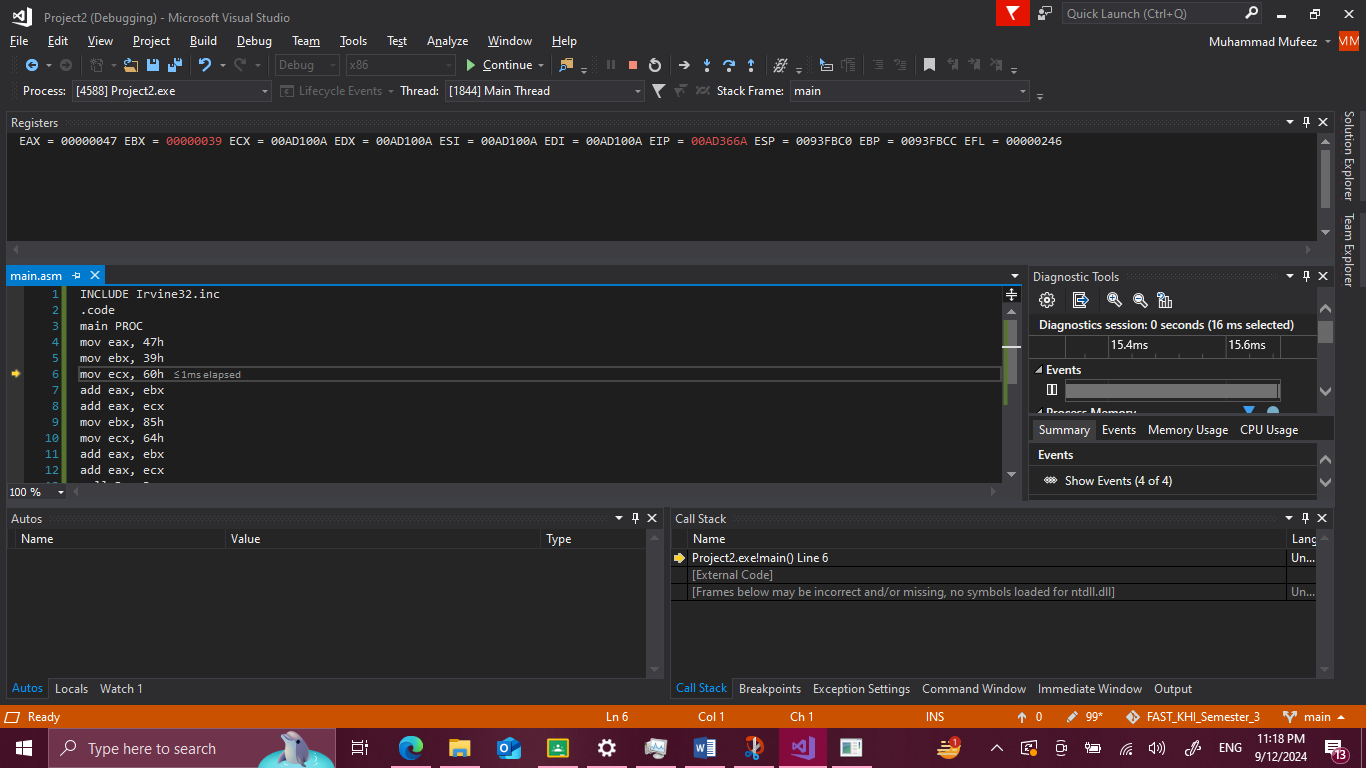 Project2 (Debugging) - Microsoft Visual Studio
Quick Launch (Ctrl+Q)
File Edit View Project Build Debug Team Tools Test Analyze Window Help
Muhammad Mufeez MM
Debug x86 Continue
Process: [4588] Project2.exe Lifecycle Events Thread: [1844] Main Thread Stack Frame: main
Registers
EAX = 00000047 EBX = 00000039 ECX = 00AD100A EDX = 00AD100A ESI = 00AD100A EDI = 00AD100A EIP = 00AD366A ESP = 0093FBC0 EBP = 0093FBCC EFL = 00000246
Solution Explorer
Team Explorer
main.asm
1 INCLUDE Irvine32.inc
2 .code
3 main PROC
4 mov eax, 47h
5 mov ebx, 39h
6 mov ecx, 60h ≤1ms elapsed
7 add eax, ebx
8 add eax, ecx
9 mov ebx, 85h
10 mov ecx, 64h
11 add eax, ebx
12 add eax, ecx
100 %
Diagnostic Tools
Diagnostics session: 0 seconds (16 ms selected)
15.4ms 15.6ms
Events
Process Memory
Summary Events Memory Usage CPU Usage
Events
Show Events (4 of 4)
Autos
Name Value Type
Autos Locals Watch 1
Call Stack
Name Lang
Project2.exe!main() Line 6 Un...
[External Code]
[Frames below may be incorrect and/or missing, no symbols loaded for ntdll.dll] Un...
Call Stack Breakpoints Exception Settings Command Window Immediate Window Output
Ready Ln 6 Col 1 Ch 1 INS 0 99* FAST_KHI_Semester_3 main
Type here to search
1
ENG
11:18 PM
9/12/2024
13